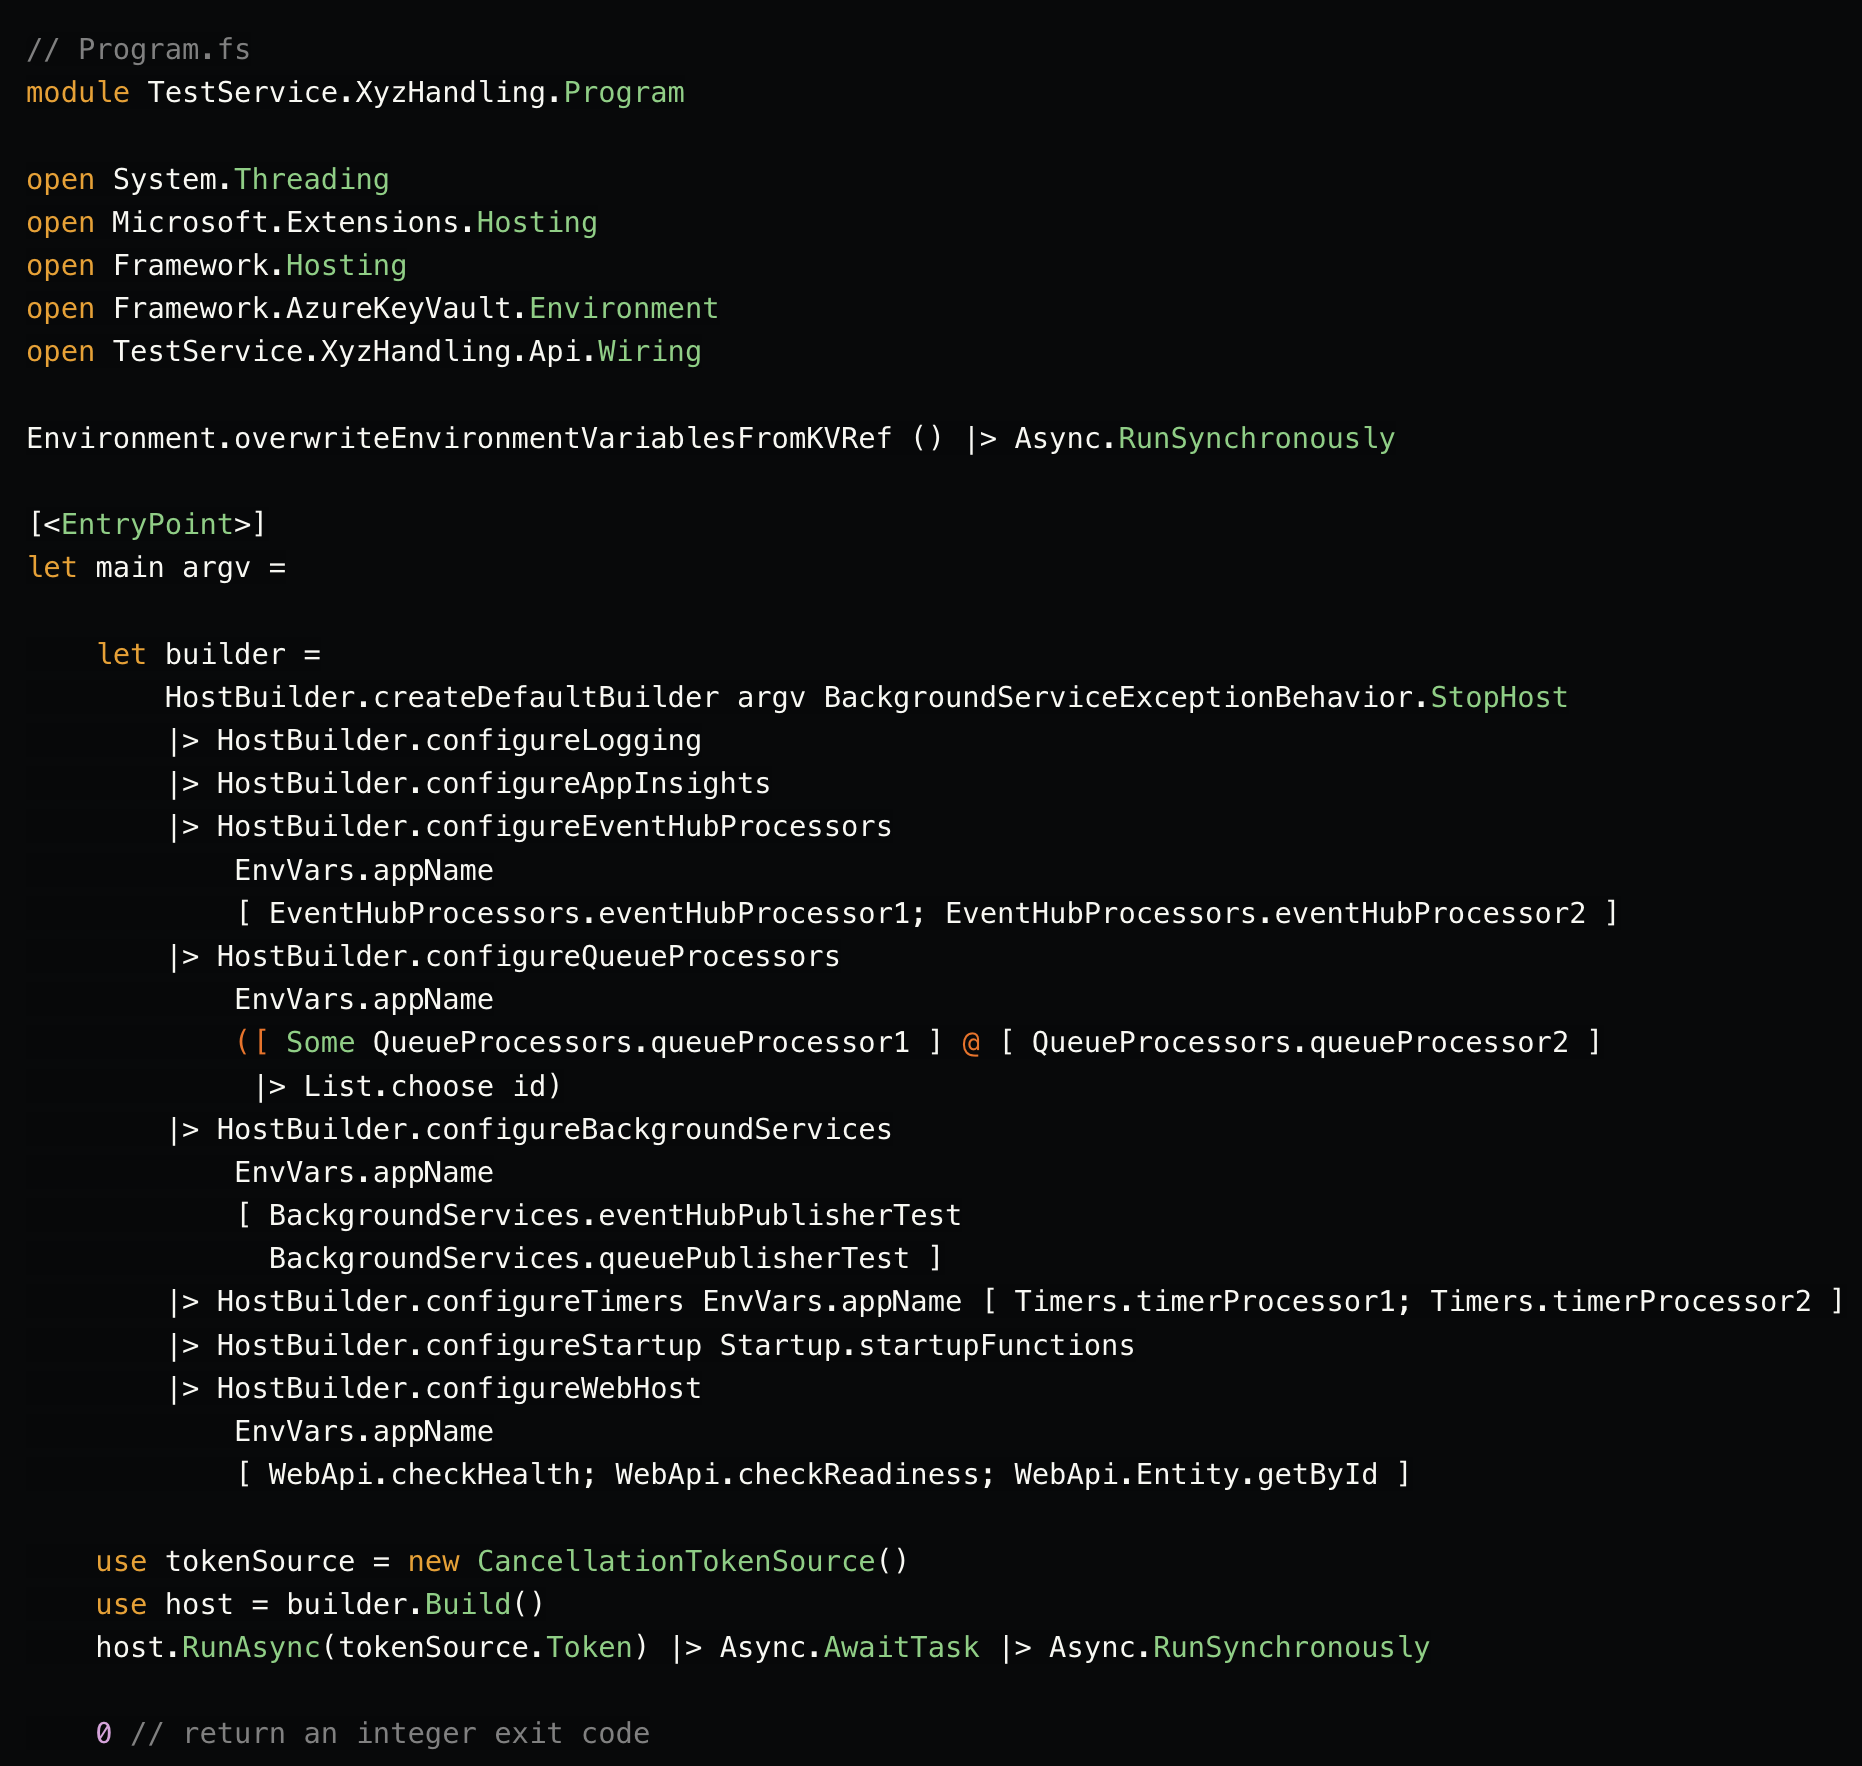 // Program.fs
module TestService.XyzHandling.Program

open System.Threading
open Microsoft.Extensions.Hosting
open Framework.Hosting
open Framework.AzureKeyVault.Environment
open TestService.XyzHandling.Api.Wiring

Environment.overwriteEnvironmentVariablesFromKVRef () |> Async.RunSynchronously

[<EntryPoint>]
let main argv =

    let builder =
        HostBuilder.createDefaultBuilder argv BackgroundServiceExceptionBehavior.StopHost
        |> HostBuilder.configureLogging
        |> HostBuilder.configureAppInsights
        |> HostBuilder.configureEventHubProcessors
            EnvVars.appName
            [ EventHubProcessors.eventHubProcessor1; EventHubProcessors.eventHubProcessor2 ]
        |> HostBuilder.configureQueueProcessors
            EnvVars.appName
            ([ Some QueueProcessors.queueProcessor1 ] @ [ QueueProcessors.queueProcessor2 ]
             |> List.choose id)
        |> HostBuilder.configureBackgroundServices
            EnvVars.appName
            [ BackgroundServices.eventHubPublisherTest
              BackgroundServices.queuePublisherTest ]
        |> HostBuilder.configureTimers EnvVars.appName [ Timers.timerProcessor1; Timers.timerProcessor2 ]
        |> HostBuilder.configureStartup Startup.startupFunctions
        |> HostBuilder.configureWebHost
            EnvVars.appName
            [ WebApi.checkHealth; WebApi.checkReadiness; WebApi.Entity.getById ]

    use tokenSource = new CancellationTokenSource()
    use host = builder.Build()
    host.RunAsync(tokenSource.Token) |> Async.AwaitTask |> Async.RunSynchronously

    0 // return an integer exit code